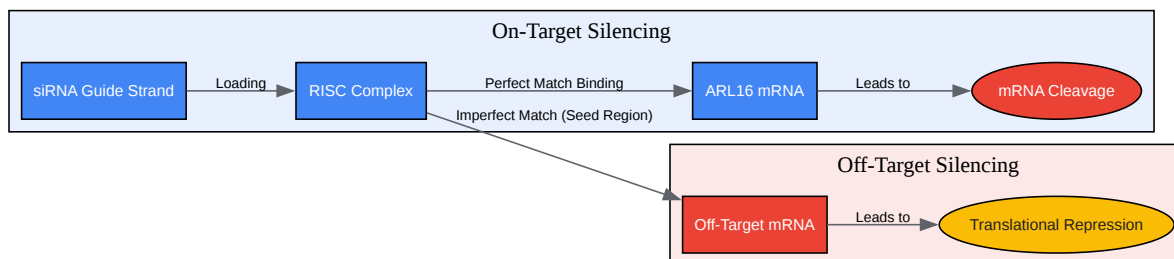 On-Target Silencing
siRNA Guide Strand
Loading
RISC Complex
Perfect Match Binding
ARL16 mRNA
Leads to
mRNA Cleavage
Imperfect Match (Seed Region)
Off-Target Silencing
Off-Target mRNA
Leads to
Translational Repression